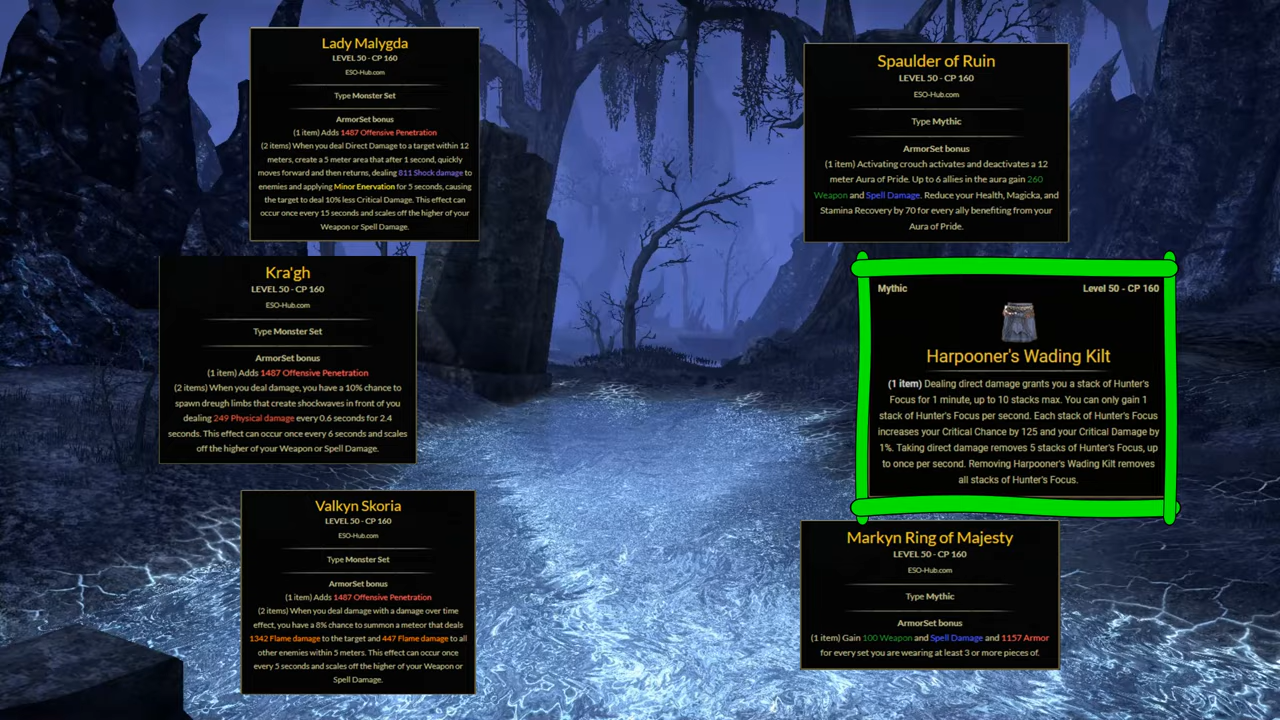 Lady Malygda
LEVEL 50 - CP 160
ESO-Hub.com
Type Monster Set
ArmorSet bonus
(1 item) Adds 1487 Offensive Penetration
(2 items) When you deal Direct Damage to a target within 12
meters, create a 5 meter area that after 1 second, quickly
moves forward and then returns, dealing 811 Shock damage to
enemies and applying Minor Enervation for 5 seconds, causing
the target to deal 10% less Critical Damage. This effect can
occur once every 15 seconds and scales off the higher of your
Weapon or Spell Damage.
Kra'gh
LEVEL 50 - CP 160
ESO-Hub.com
Type Monster Set
ArmorSet bonus
(1 item) Adds 1487 Offensive Penetration
(2 items) When you deal damage, you have a 10% chance to
spawn dreugh limbs that create shockwaves in front of you
dealing 249 Physical damage every 0.6 seconds for 2.4
seconds. This effect can occur once every 6 seconds and scales
off the higher of your Weapon or Spell Damage.
Valkyn Skoria
LEVEL 50 - CP 160
ESO-Hub.com
Type Monster Set
ArmorSet bonus
(1 item) Adds 1487 Offensive Penetration
(2 items) When you deal damage with a damage over time
effect, you have a 8% chance to summon a meteor that deals
1342 Flame damage to the target and 447 Flame damage to all
other enemies within 5 meters. This effect can occur once
every 5 seconds and scales off the higher of your Weapon or
Spell Damage.
Spaulder of Ruin
LEVEL 50 - CP 160
ESO-Hub.com
Type Mythic
ArmorSet bonus
(1 item) Activating crouch activates and deactivates a 12
meter Aura of Pride. Up to 6 allies in the aura gain 260
Weapon and Spell Damage. Reduce your Health, Magicka, and
Stamina Recovery by 70 for every ally benefiting from your
Aura of Pride.
Mythic Level 50 - CP 160
Harpooner's Wading Kilt
(1 item) Dealing direct damage grants you a stack of Hunter's
Focus for 1 minute, up to 10 stacks max. You can only gain 1
stack of Hunter's Focus per second. Each stack of Hunter's Focus
increases your Critical Chance by 125 and your Critical Damage by
1%. Taking direct damage removes 5 stacks of Hunter's Focus, up
to once per second. Removing Harpooner's Wading Kilt removes
all stacks of Hunter's Focus.
Markyn Ring of Majesty
LEVEL 50 - CP 160
ESO-Hub.com
Type Mythic
ArmorSet bonus
(1 item) Gain 100 Weapon and Spell Damage and 1157 Armor
for every set you are wearing at least 3 or more pieces of.